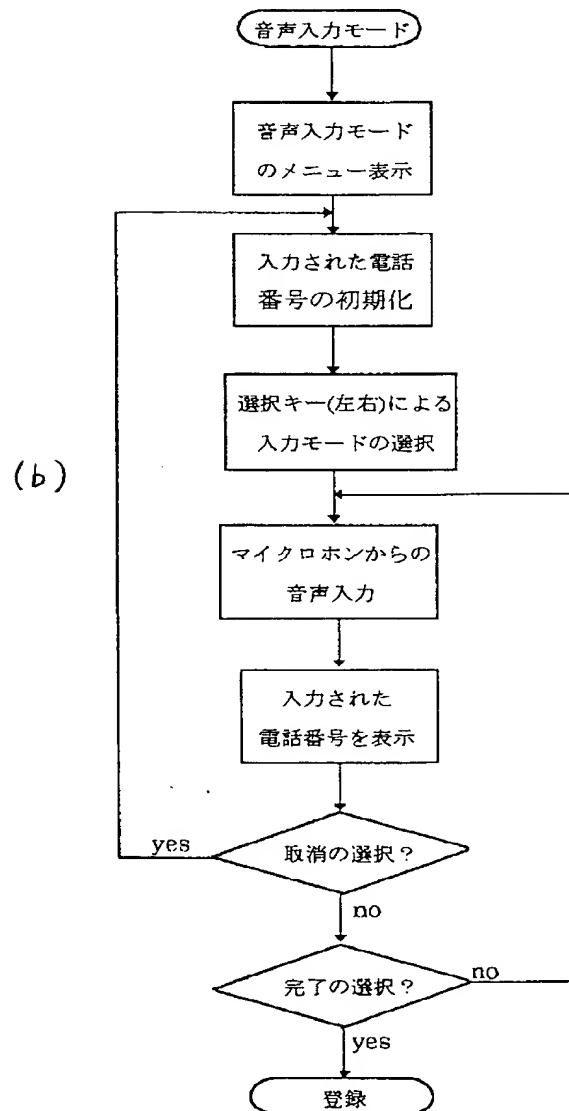 音声入力モード
音声入力モード
のメニュー表示
入力された電話
番号の初期化
選択キー(左右)による
入力モードの選択
(b)
マイクロホンからの
音声入力
入力された
電話番号を表示
yes
取消の選択?
no
完了の選択?
no
yes
登録